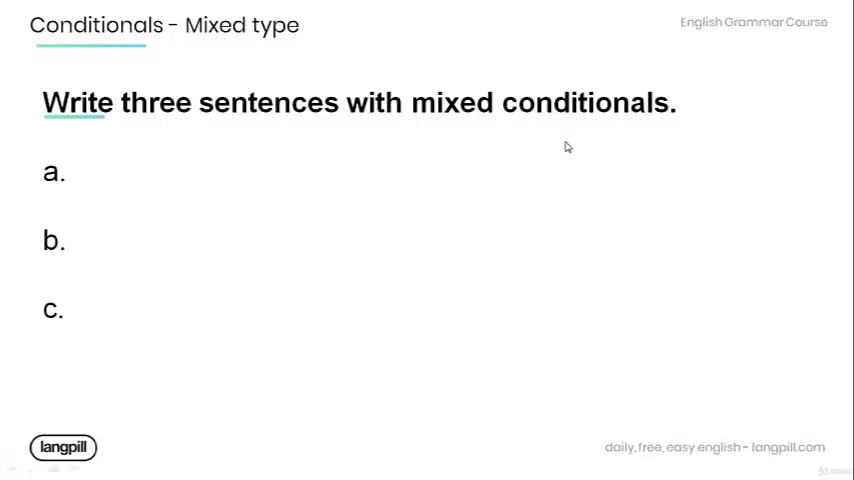 Conditionals - Mixed type
English Grammar Course
Write three sentences with mixed conditionals.
a.
b.
c.
langpill
daily, free, easy english - langpill.com